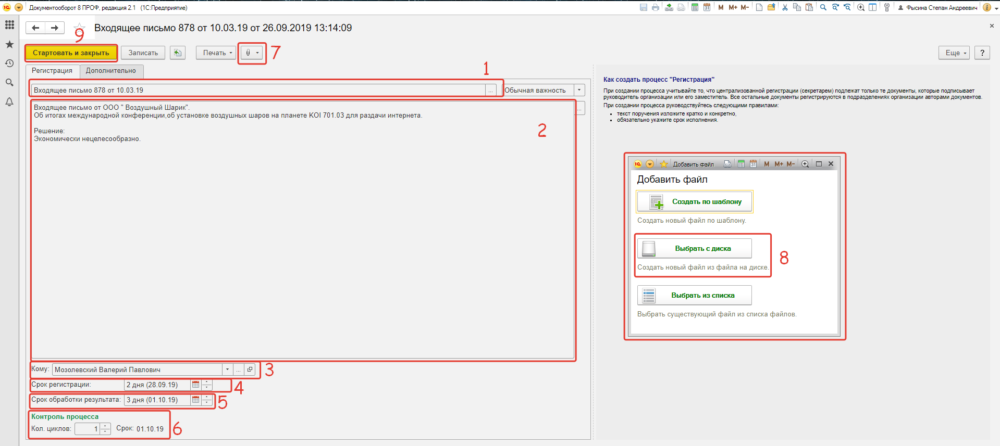 Документооборот 8 ПРОФ, редакция 2.1 (1С:Предприятие)
M M+ M-
Фысина Степан Андреевич
Входящее письмо 878 от 10.03.19 от 26.09.2019 13:14:09
9
Стартовать и закрыть
Записать
Печать
7
Еще
?
Регистрация
Дополнительно
1
Входящее письмо 878 от 10.03.19
...
Обычная важность
2
Входящее письмо от ООО " Воздушный Шарик".
Об итогах международной конференции,об установке воздушных шаров на планете KOI 701.03 для раздачи интернета.
Решение:
Экономически нецелесообразно.
...
Кому: Мозолевский Валерий Павлович
...
3
Срок регистрации: 2 дня (28.09.19)
4
Срок обработки результата: 3 дня (01.10.19)
5
Контроль процесса
Кол. циклов: 1 Срок: 01.10.19
6
Как создать процесс "Регистрация"
При создании процесса учитывайте то, что централизованной регистрации (секретарем) подлежат только те документы, которые подписывает
руководитель организации или его заместитель. Все остальные документы регистрируются в подразделениях организации авторами документов.
При создании процесса руководствуйтесь следующими правилами:
• текст поручения изложите кратко и конкретно,
• обязательно укажите срок исполнения.
Добавить файл
31
M M+ M-
Добавить файл
Создать по шаблону
Создать новый файл по шаблону.
Выбрать с диска
8
Создать новый файл из файла на диске.
Выбрать из списка
Выбрать существующий файл из списка файлов.